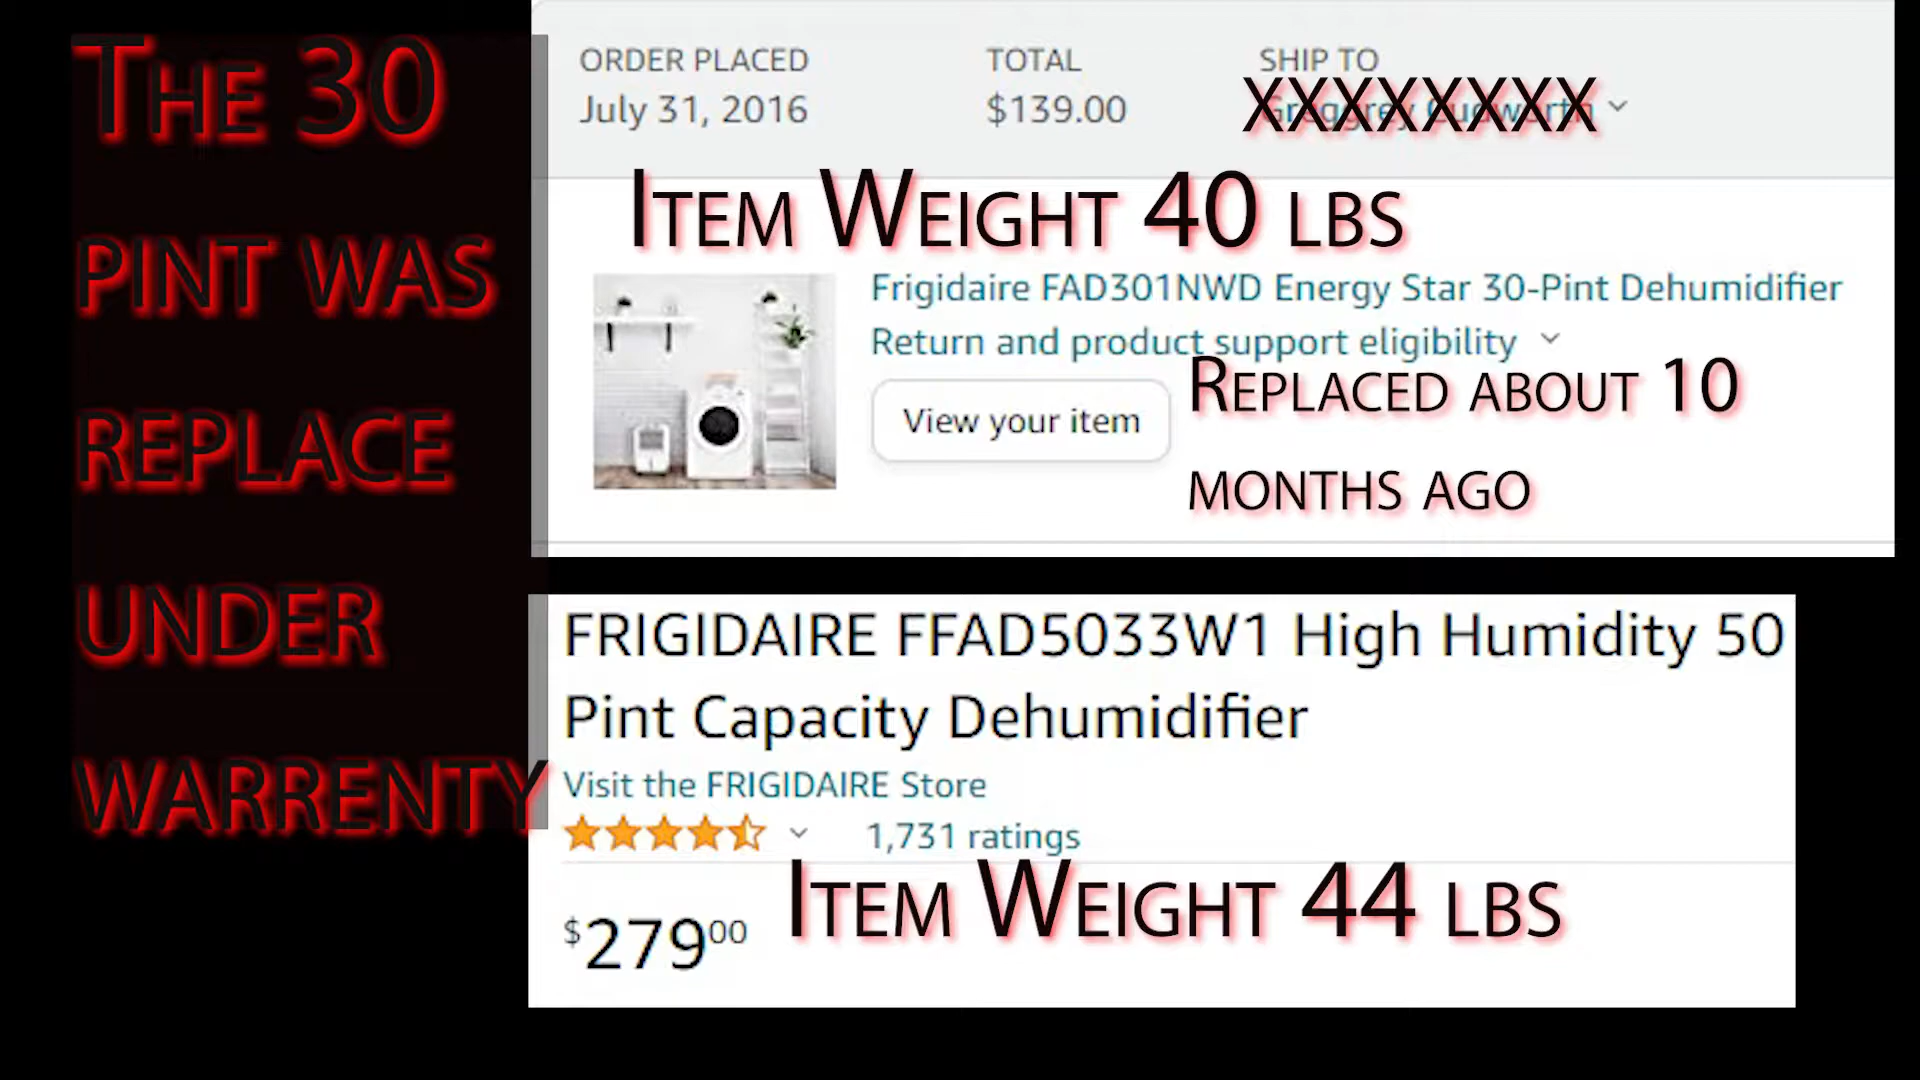 The 30
pint was
replace
under
warrenty
ORDER PLACED
July 31, 2016
TOTAL
$139.00
SHIP TO
XXXXXXXX
Item Weight 40 lbs
Frigidaire FAD301NWD Energy Star 30-Pint Dehumidifier
Return and product support eligibility
View your item
Replaced about 10
months ago
FRIGIDAIRE FFAD5033W1 High Humidity 50
Pint Capacity Dehumidifier
Visit the FRIGIDAIRE Store
1,731 ratings
$27900
Item Weight 44 lbs